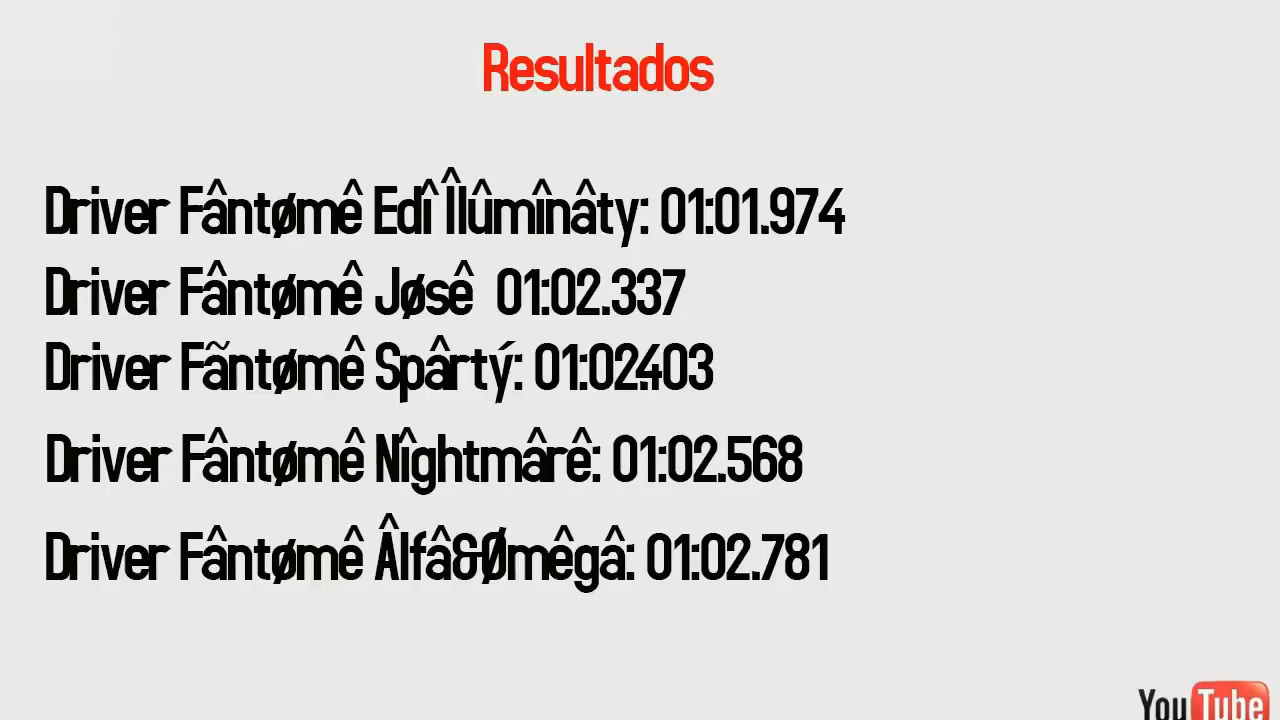 Resultados
Driver Fântømê Edî Îlûmînâty: 01:01.974
Driver Fântømê Jøsê 01:02.337
Driver Fãntømê Spârtý: 01:02.403
Driver Fântømê Nîghtmârê: 01:02.568
Driver Fântømê Âlfâ&Ømêgâ: 01:02.781
YouTube